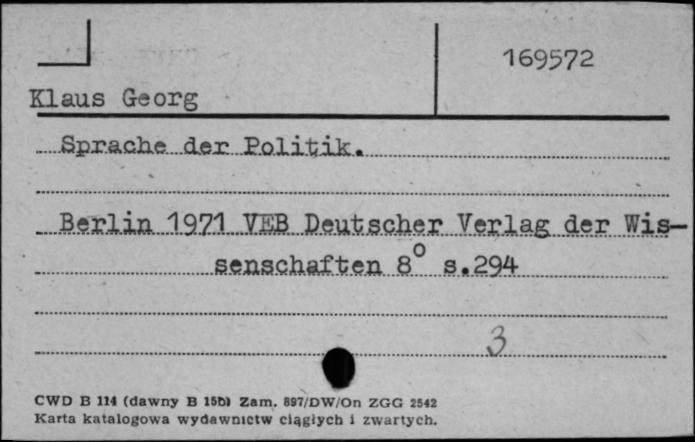 169572
Klaus Georg
Sprache der Politik.
Berlin 1971 VEB Deutscher Verlag der Wis-
senschaften 8° s.294
3
CWD B 114 (dawny B 15b) Zam. 897/DW/On ZGG 2542
Karta katalogowa wydawnictw ciągłych i zwartych.